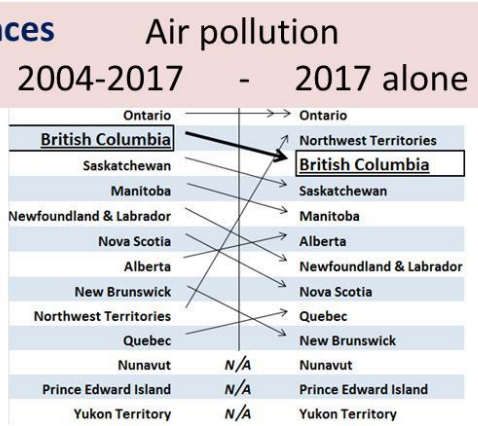 nces Air pollution
2004-2017 - 2017 alone
Ontario Ontario
British Columbia Northwest Territories
Saskatchewan British Columbia
Manitoba Saskatchewan
Newfoundland & Labrador Manitoba
Nova Scotia Alberta
Alberta Newfoundland & Labrador
New Brunswick Nova Scotia
Northwest Territories Quebec
Quebec New Brunswick
Nunavut N/A Nunavut
Prince Edward Island N/A Prince Edward Island
Yukon Territory N/A Yukon Territory